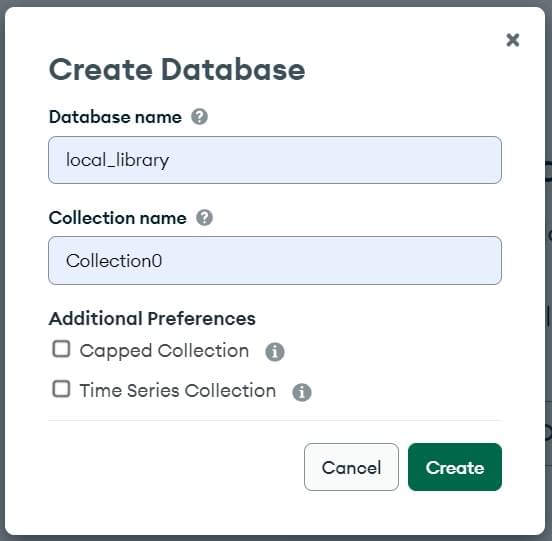 Create Database
Database name
local_library
Collection name
Collection0
Additional Preferences
Capped Collection
Time Series Collection
Cancel Create